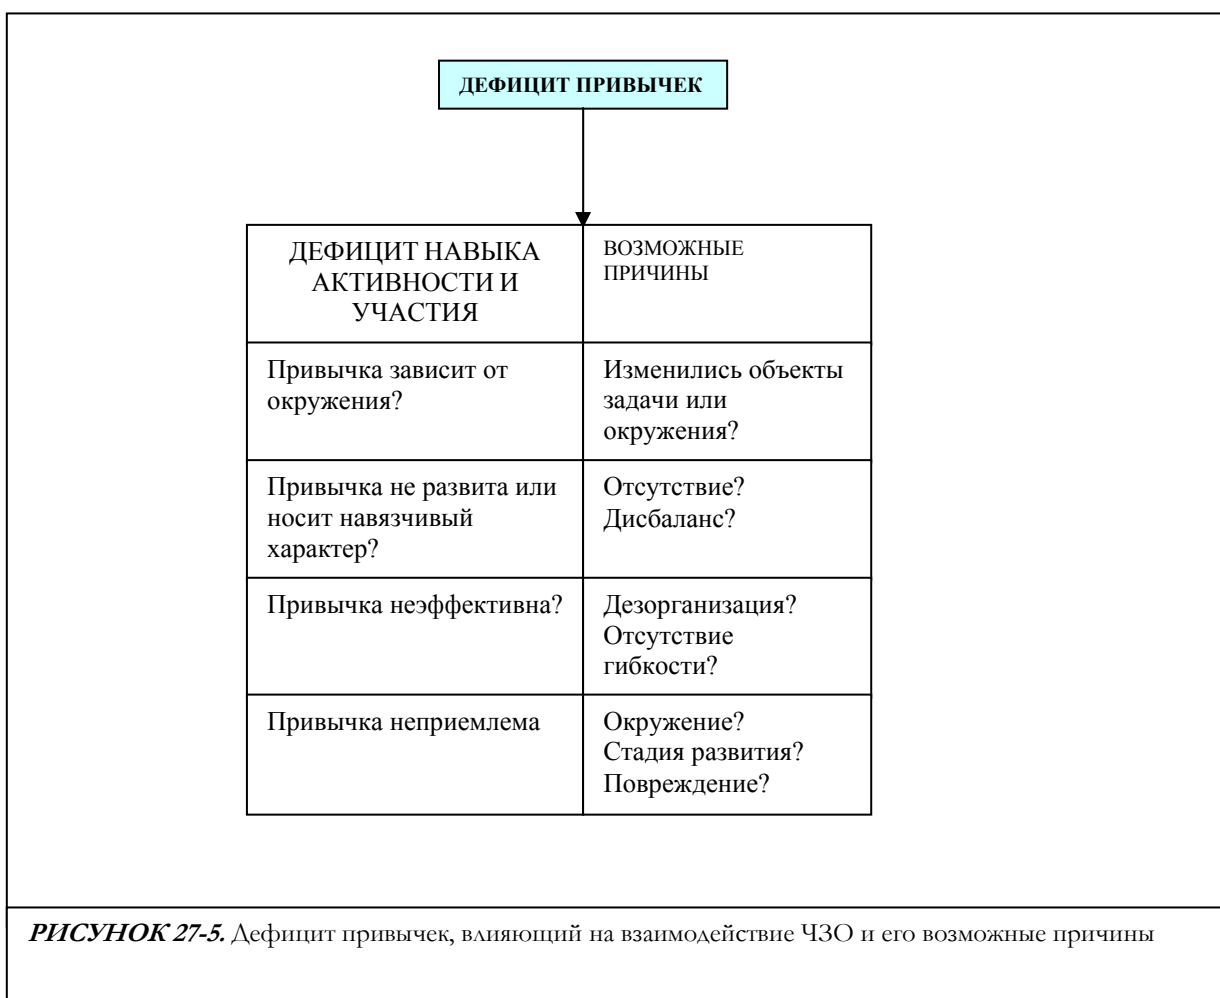 ДЕФИЦИТ ПРИВЫЧЕК
ДЕФИЦИТ НАВЫКА
АКТИВНОСТИ И
УЧАСТИЯ
ВОЗМОЖНЫЕ
ПРИЧИНЫ
Привычка зависит от
окружения?
Изменились объекты
задачи или
окружения?
Привычка не развита или
носит навязчивый
характер?
Отсутствие?
Дисбаланс?
Привычка неэффективна?
Дезорганизация?
Отсутствие
гибкости?
Привычка неприемлема
Окружение?
Стадия развития?
Повреждение?
РИСУНОК 27-5. Дефицит привычек, влияющий на взаимодействие ЧЗО и его возможные причины